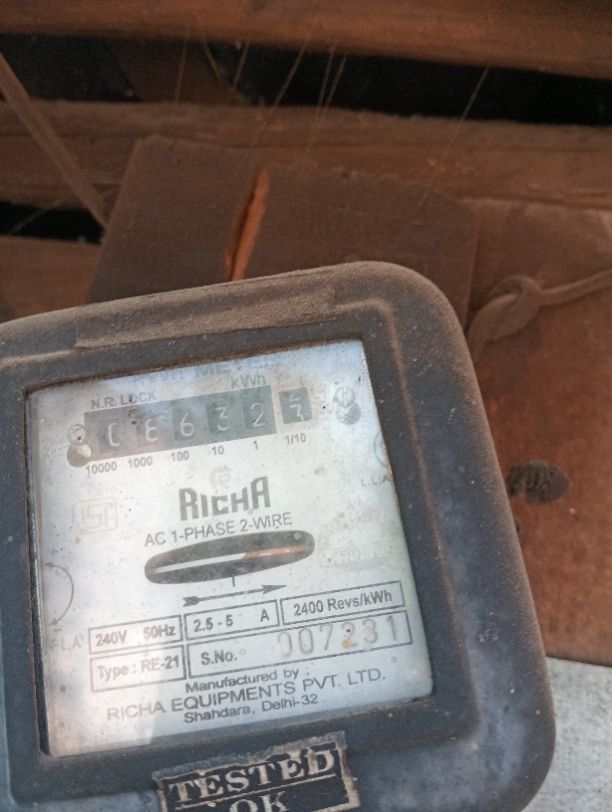 kWh METER
N.R. LOCK kWh
0 8 6 3 2
10000 1000 100 10 1 1/10
RICHA
AC 1-PHASE 2-WIRE
240V 50Hz 2.5 - 5 A 2400 Revs/kWh
Type : RE-21 S.No. 007231
Manufactured by
RICHA EQUIPMENTS PVT. LTD.
Shahdara, Delhi-32
TESTED
OK